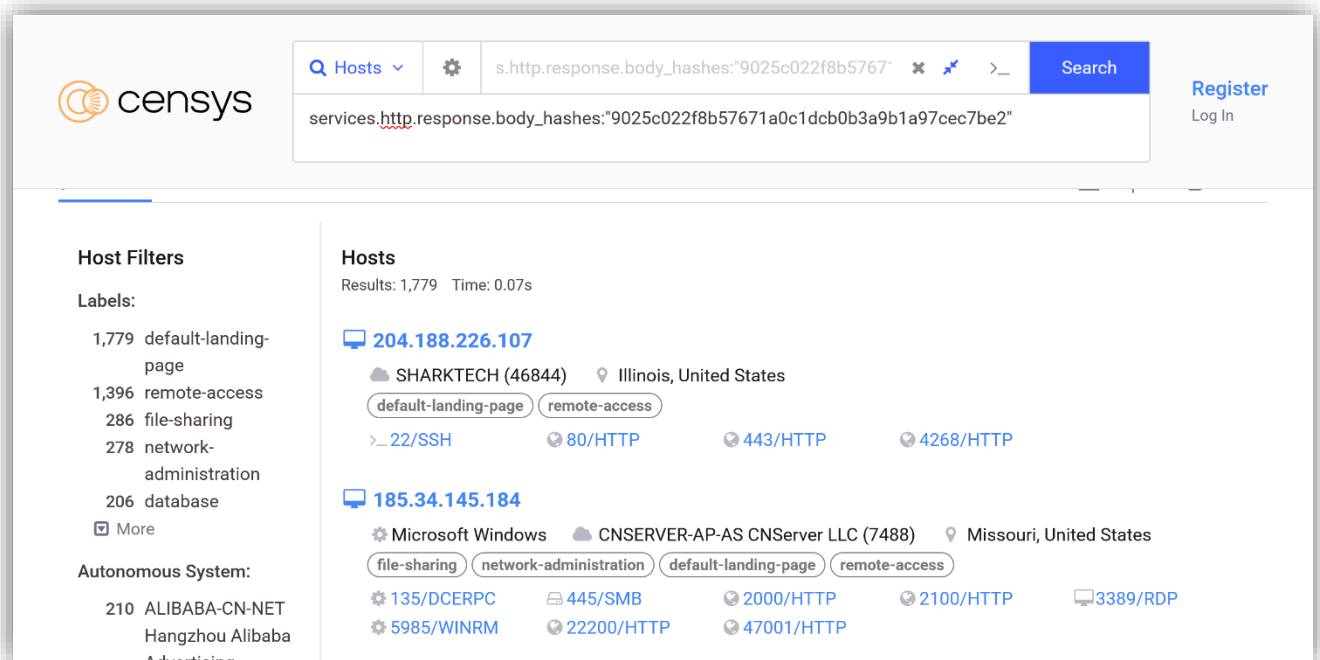 Hosts
s.http.response.body_hashes:"9025c022f8b5767
>_
Search
censys
Register
Log In
services.http.response.body_hashes:"9025c022f8b57671a0c1dcb0b3a9b1a97cec7be2"
Host Filters
Labels:
1,779 default-landing-
page
1,396 remote-access
286 file-sharing
278 network-
administration
206 database
More
Autonomous System:
210 ALIBABA-CN-NET
Hangzhou Alibaba
Advertising
Hosts
Results: 1,779 Time: 0.07s
204.188.226.107
SHARKTECH (46844) Illinois, United States
default-landing-page remote-access
>_ 22/SSH 80/HTTP 443/HTTP 4268/HTTP
185.34.145.184
Microsoft Windows CNSERVER-AP-AS CNServer LLC (7488) Missouri, United States
file-sharing network-administration default-landing-page remote-access
135/DCERPC 445/SMB 2000/HTTP 2100/HTTP 3389/RDP
5985/WINRM 22200/HTTP 47001/HTTP